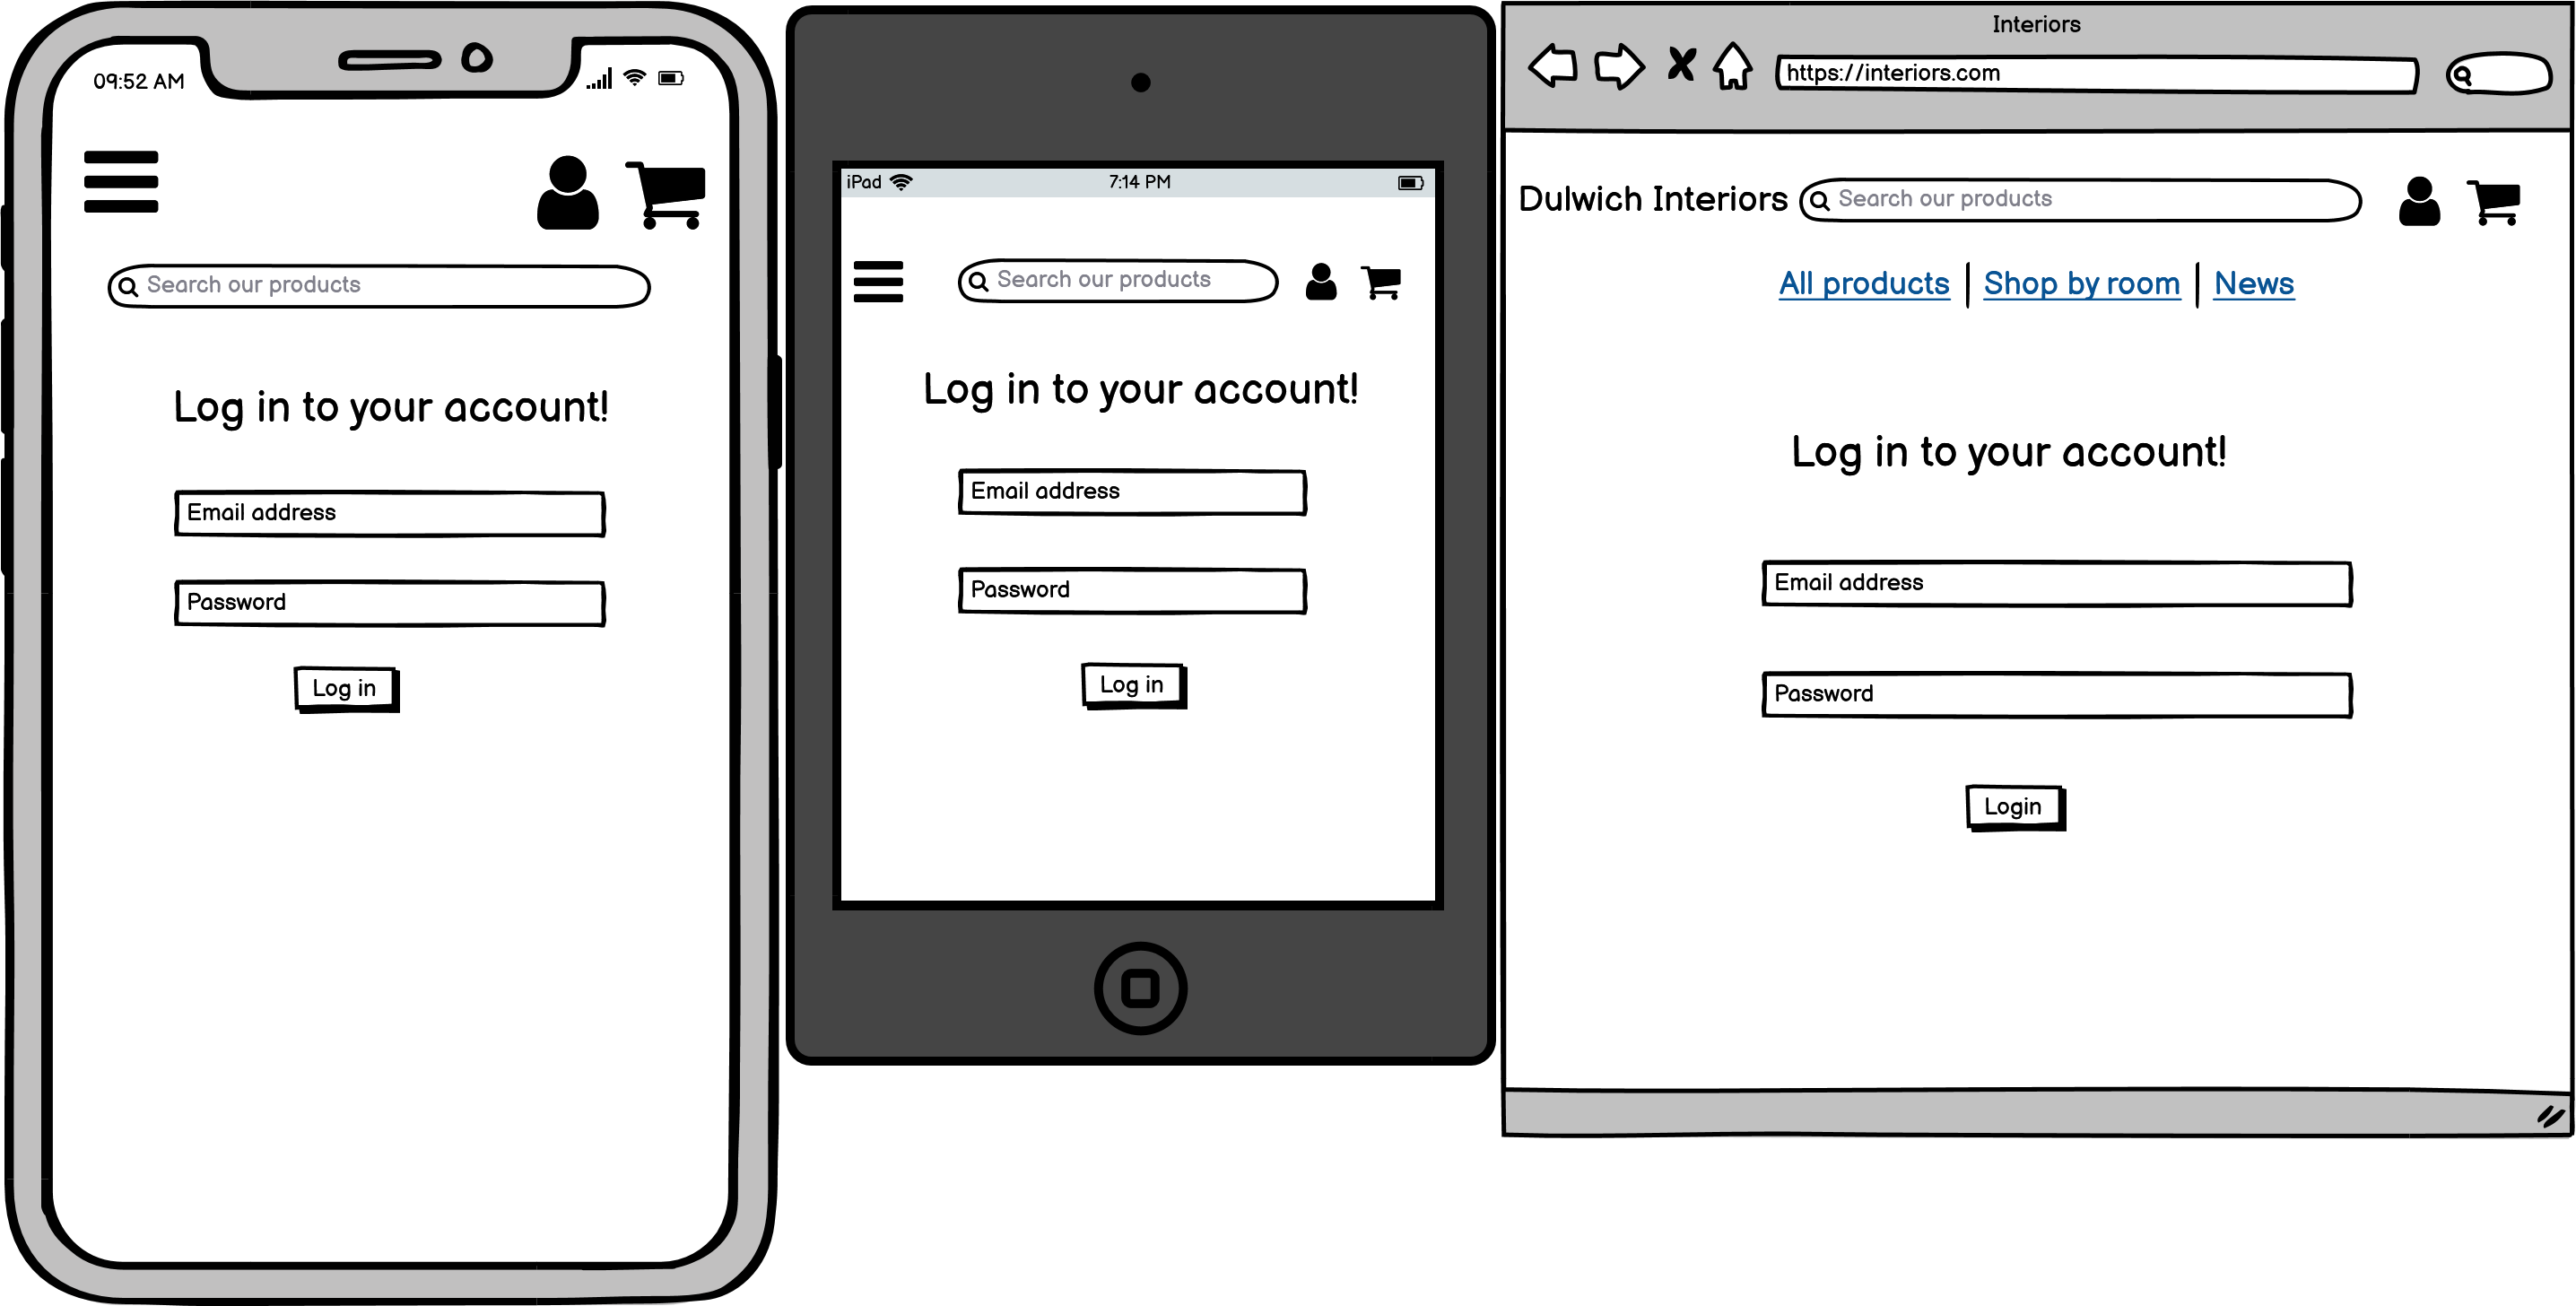 09:52 AM
Search our products
Log in to your account!
Email address
Password
Log in
iPad
7:14 PM
Search our products
Log in to your account!
Email address
Password
Log in
Interiors
https://interiors.com
Dulwich Interiors
Search our products
All products
Shop by room
News
Log in to your account!
Email address
Password
Login